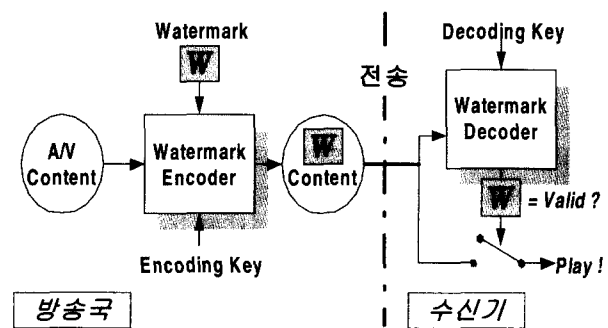 Watermark
W
A/V
Content
Watermark
Encoder
Encoding Key
W
Content
전송
Decoding Key
Watermark
Decoder
W = Valid ?
Play !
방송국
수신기